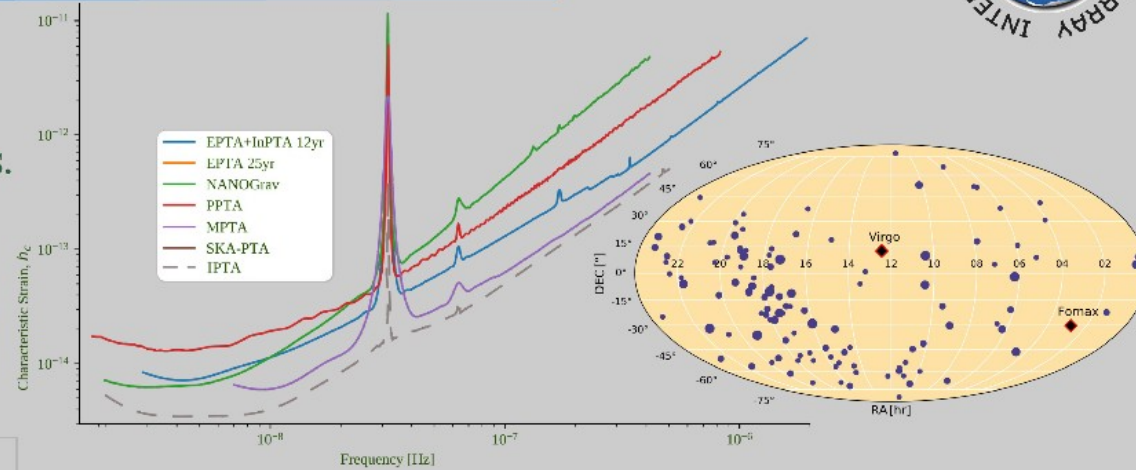 INTER
RRAY
s.
10⁻¹¹
10⁻¹²
10⁻¹³
10⁻¹⁴
Characteristic Strain, h_c
EPTA+InPTA 12yr
EPTA 25yr
NANOGrav
PPTA
MPTA
SKA-PTA
IPTA
10⁻⁸
10⁻⁷
10⁻⁶
Frequency [Hz]
75°
60°
45°
30°
15°
0°
-15°
-30°
-45°
-60°
-75°
DEC [°]
22 20 18 16 14 12 10 08 06 04 02
Virgo
Fornax
RA[hr]